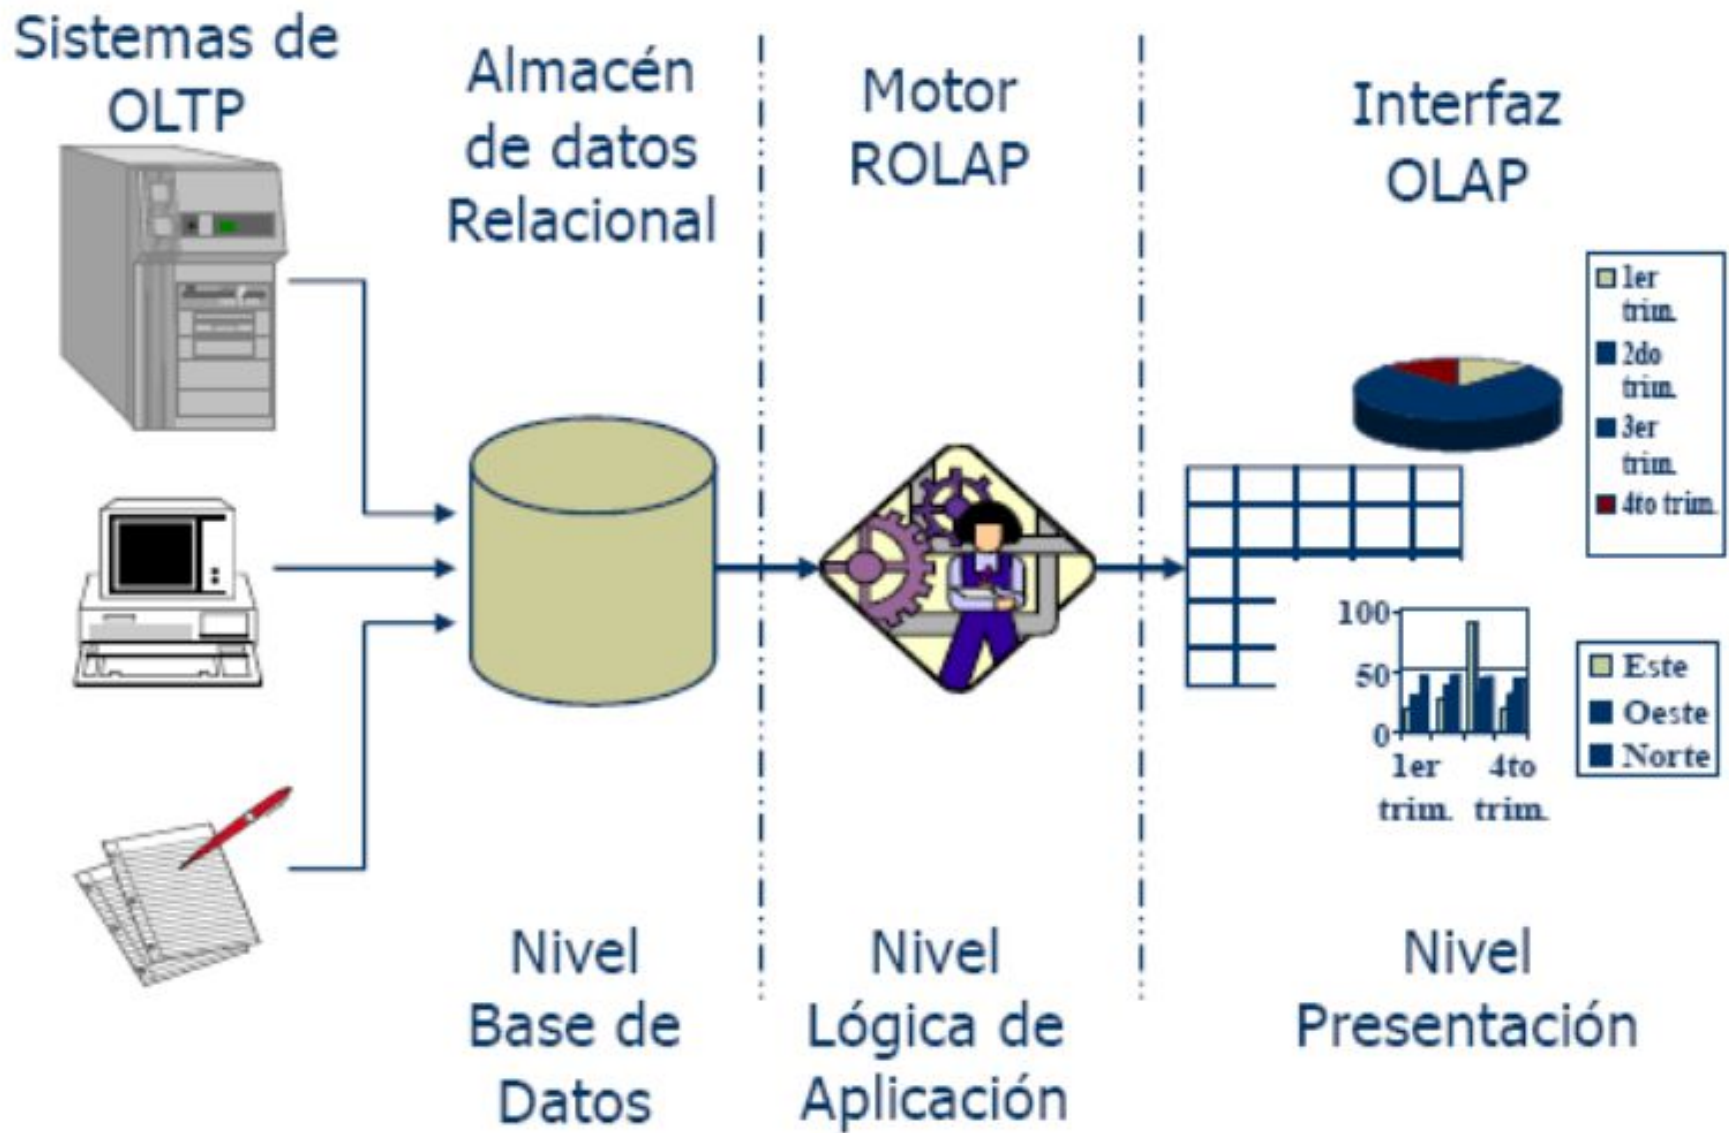 Sistemas de
OLTP
Almacén
de datos
Relacional
Motor
ROLAP
Interfaz
OLAP
1er
trim.
2do
trim.
3er
trim.
4to trim.
100
50
0
1er
trim.
4to
trim.
Este
Oeste
Norte
Nivel
Base de
Datos
Nivel
Lógica de
Aplicación
Nivel
Presentación